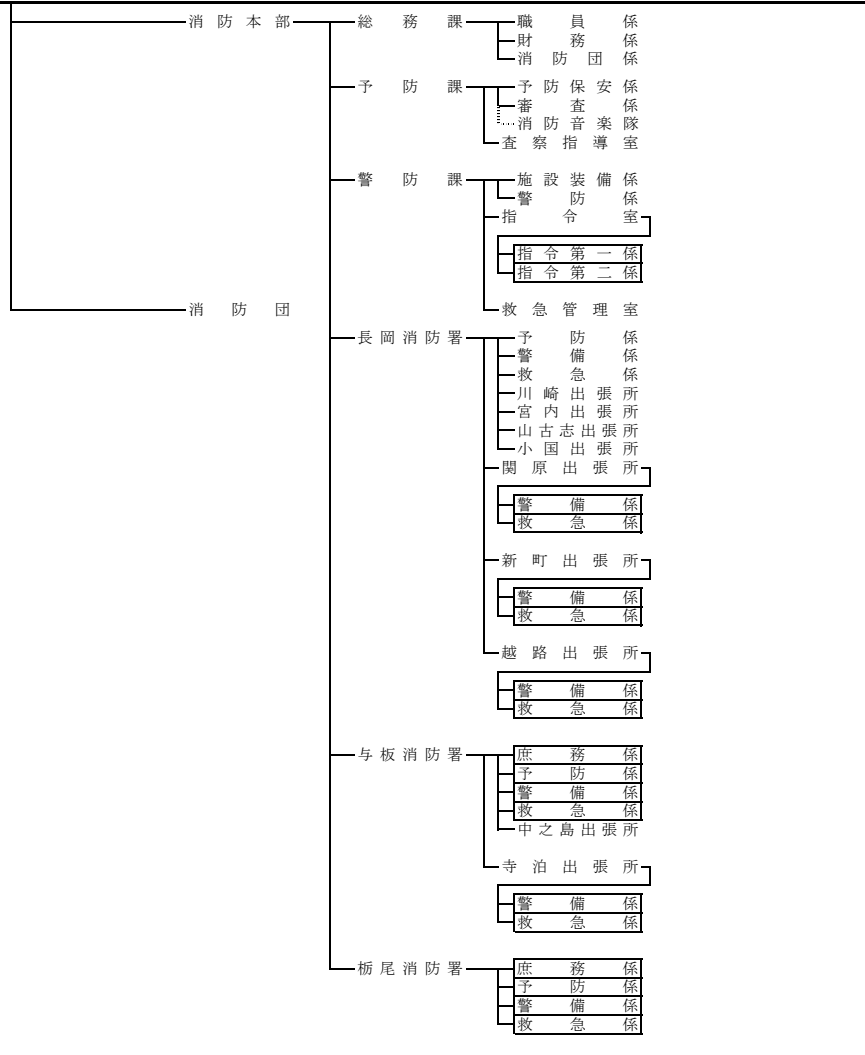 消防本部 総務課 職員係
財務係
消防団係
予防課 予防保安係
審査係
消防音楽隊
査察指導室
警防課 施設装備係
警防係
指令室
指令第一係
指令第二係
消防団 救急管理室
長岡消防署 予防係
警備係
救急係
川崎出張所
宮内出張所
山古志出張所
小国出張所
関原出張所
警備係
救急係
新町出張所
警備係
救急係
越路出張所
警備係
救急係
与板消防署 庶務係
予防係
警備係
救急係
中之島出張所
寺泊出張所
警備係
救急係
栃尾消防署 庶務係
予防係
警備係
救急係